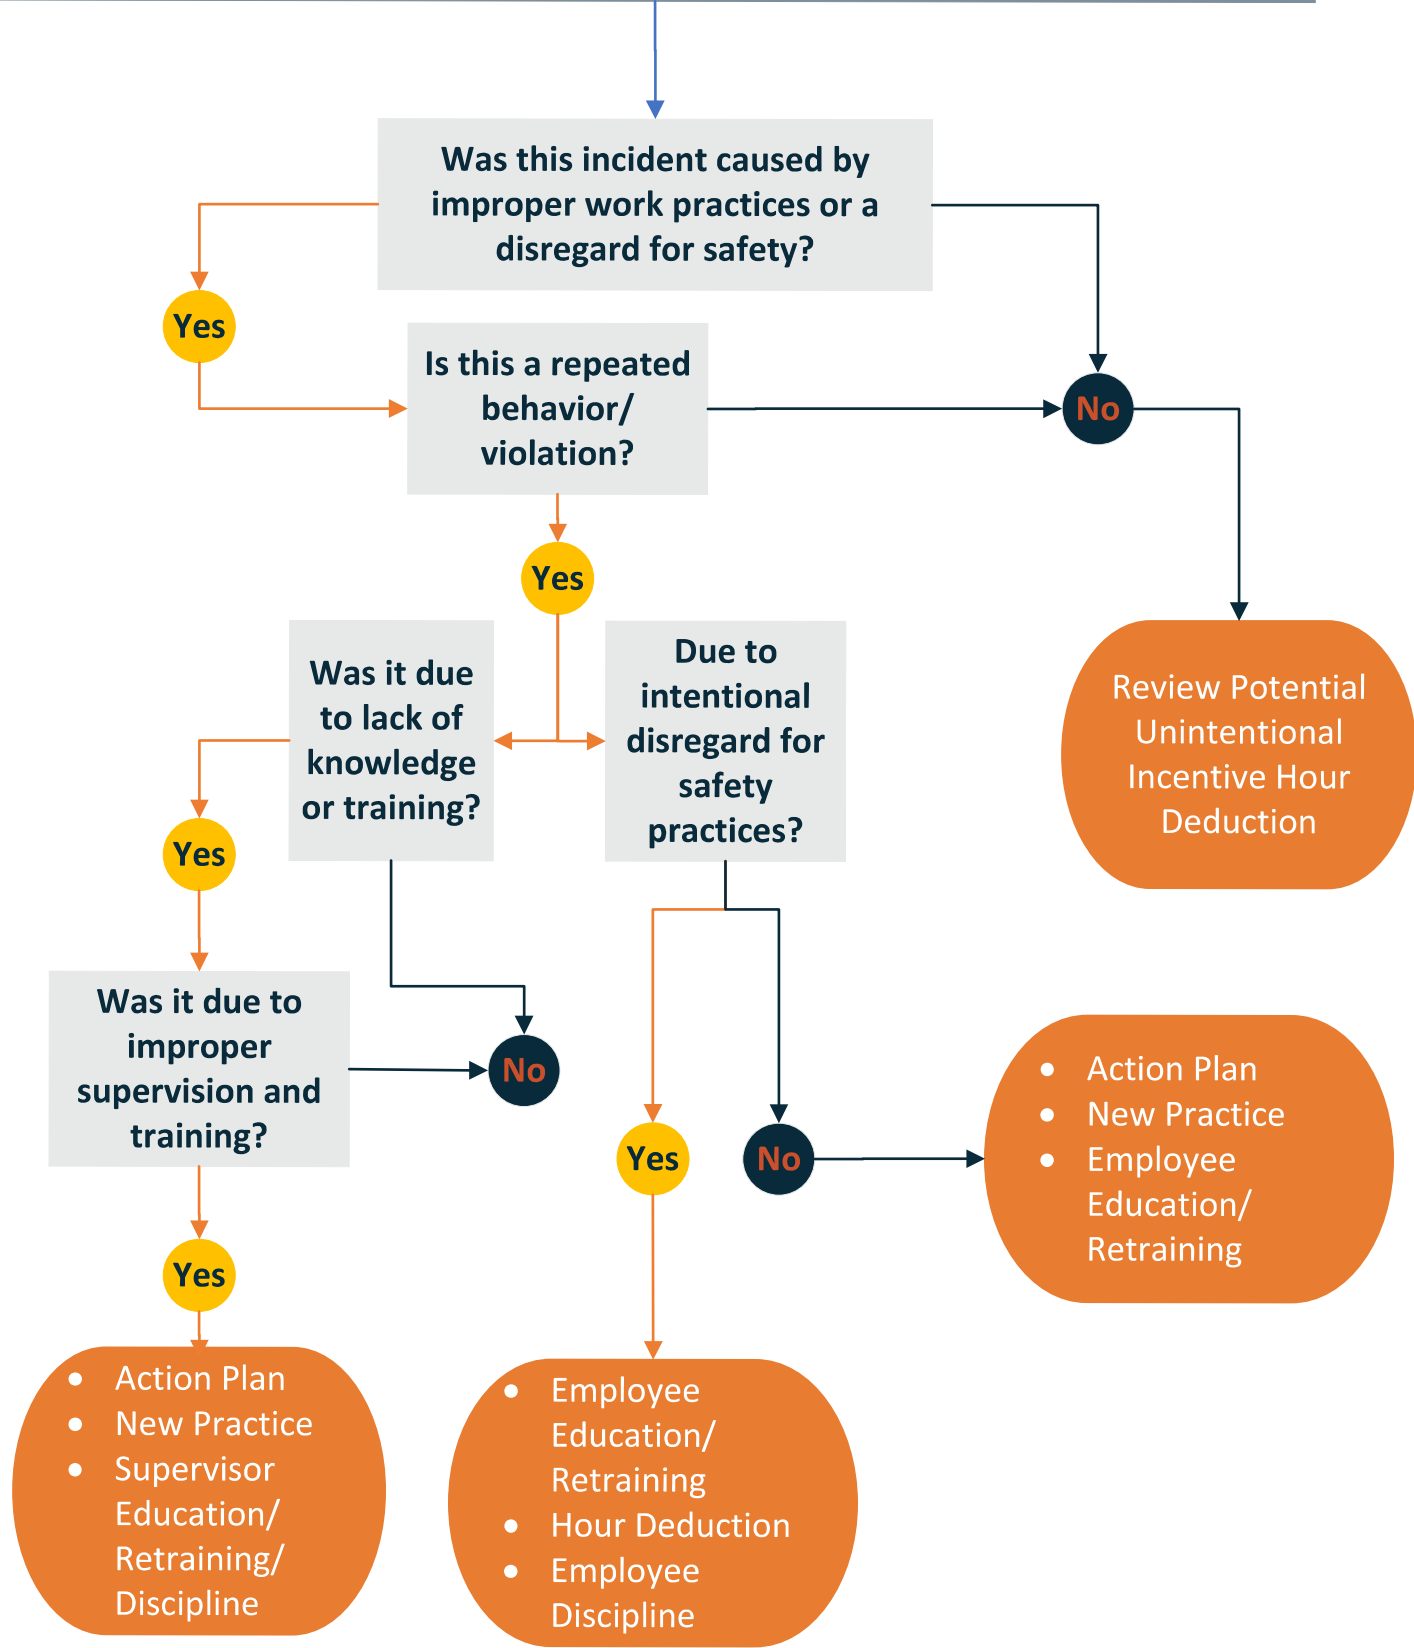 Was this incident caused by
improper work practices or a
disregard for safety?
Yes
Is this a repeated
behavior/
violation?
No
Yes
Was it due
to lack of
knowledge
or training?
Due to
intentional
disregard for
safety
practices?
Review Potential
Unintentional
Incentive Hour
Deduction
Yes
Was it due to
improper
supervision and
training?
No
Yes
No
• Action Plan
• New Practice
• Employee
Education/
Retraining
Yes
• Action Plan
• New Practice
• Supervisor
Education/
Retraining/
Discipline
• Employee
Education/
Retraining
• Hour Deduction
• Employee
Discipline